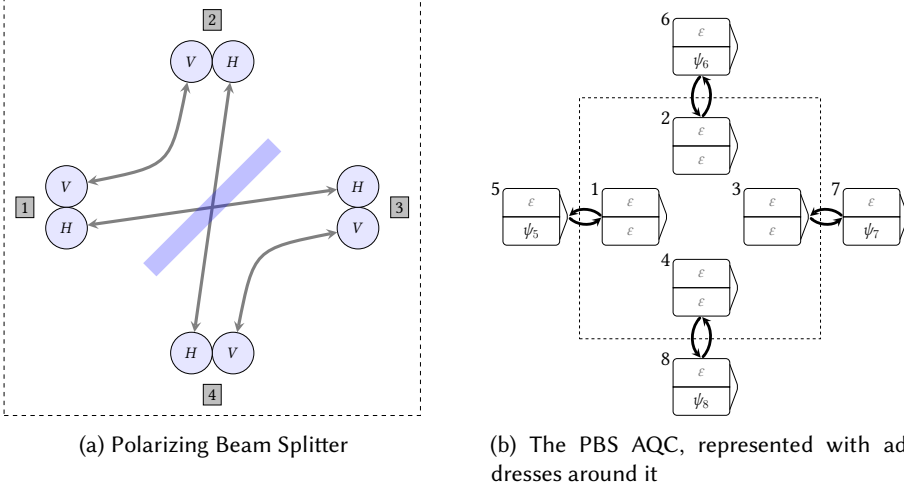 2
V H
V
H
1
H
V
3
H V
4
(a) Polarizing Beam Splitter
6
ε
ψ6
2
ε
ε
5
ε
ψ5
1
ε
ε
3
ε
ε
7
ε
ψ7
4
ε
ε
8
ε
ψ8
(b) The PBS AQC, represented with ad
dresses around it